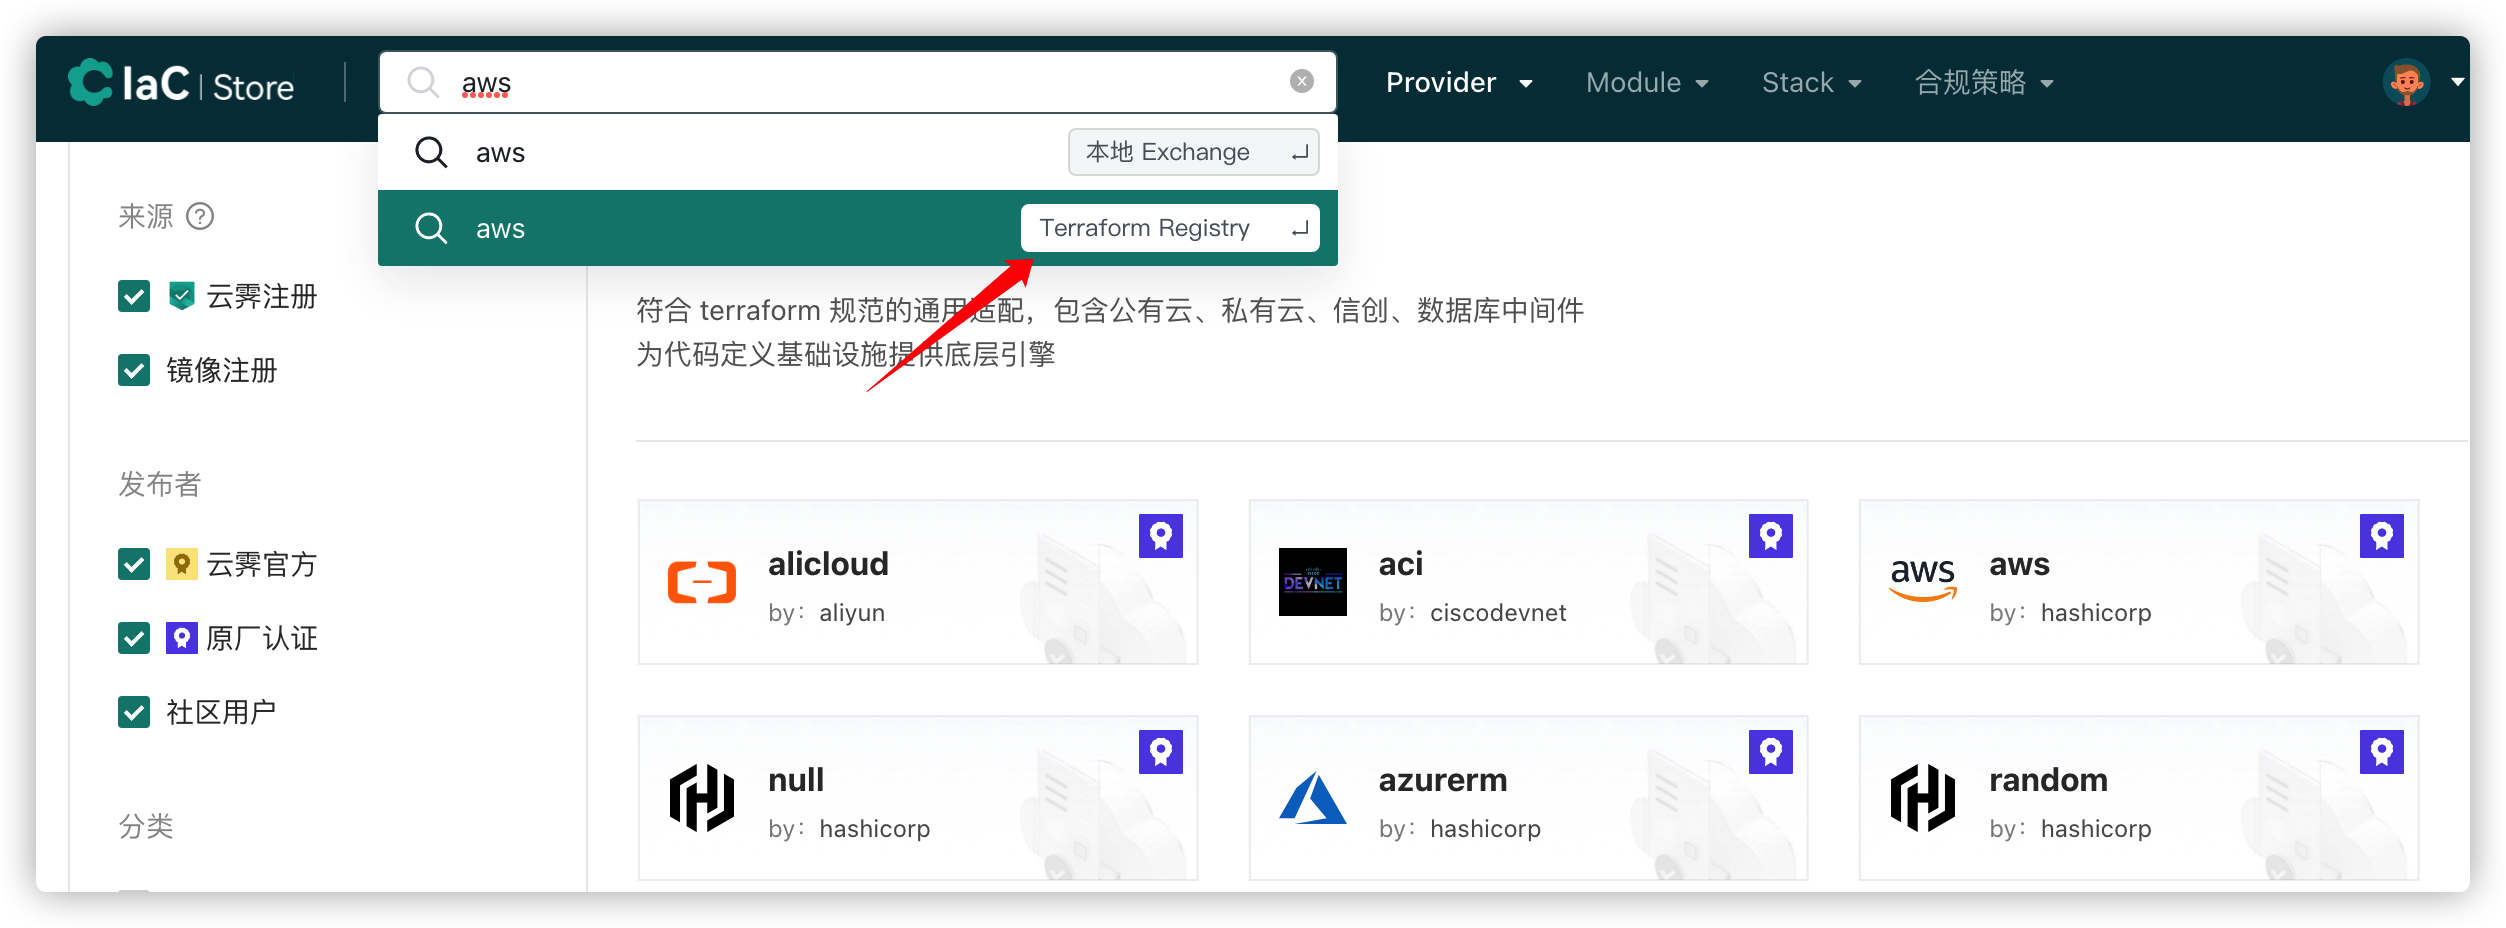 IaC | Store
aws
Provider
Module
Stack
合规策略
aws
本地 Exchange
aws
Terraform Registry
来源
云霁注册
镜像注册
发布者
云霁官方
原厂认证
社区用户
分类
符合 terraform 规范的通用适配，包含公有云、私有云、信创、数据库中间件
为代码定义基础设施提供底层引擎
alicloud
by： aliyun
DEVNET
aci
by： ciscodevnet
aws
aws
by： hashicorp
null
by： hashicorp
azurerm
by： hashicorp
random
by： hashicorp